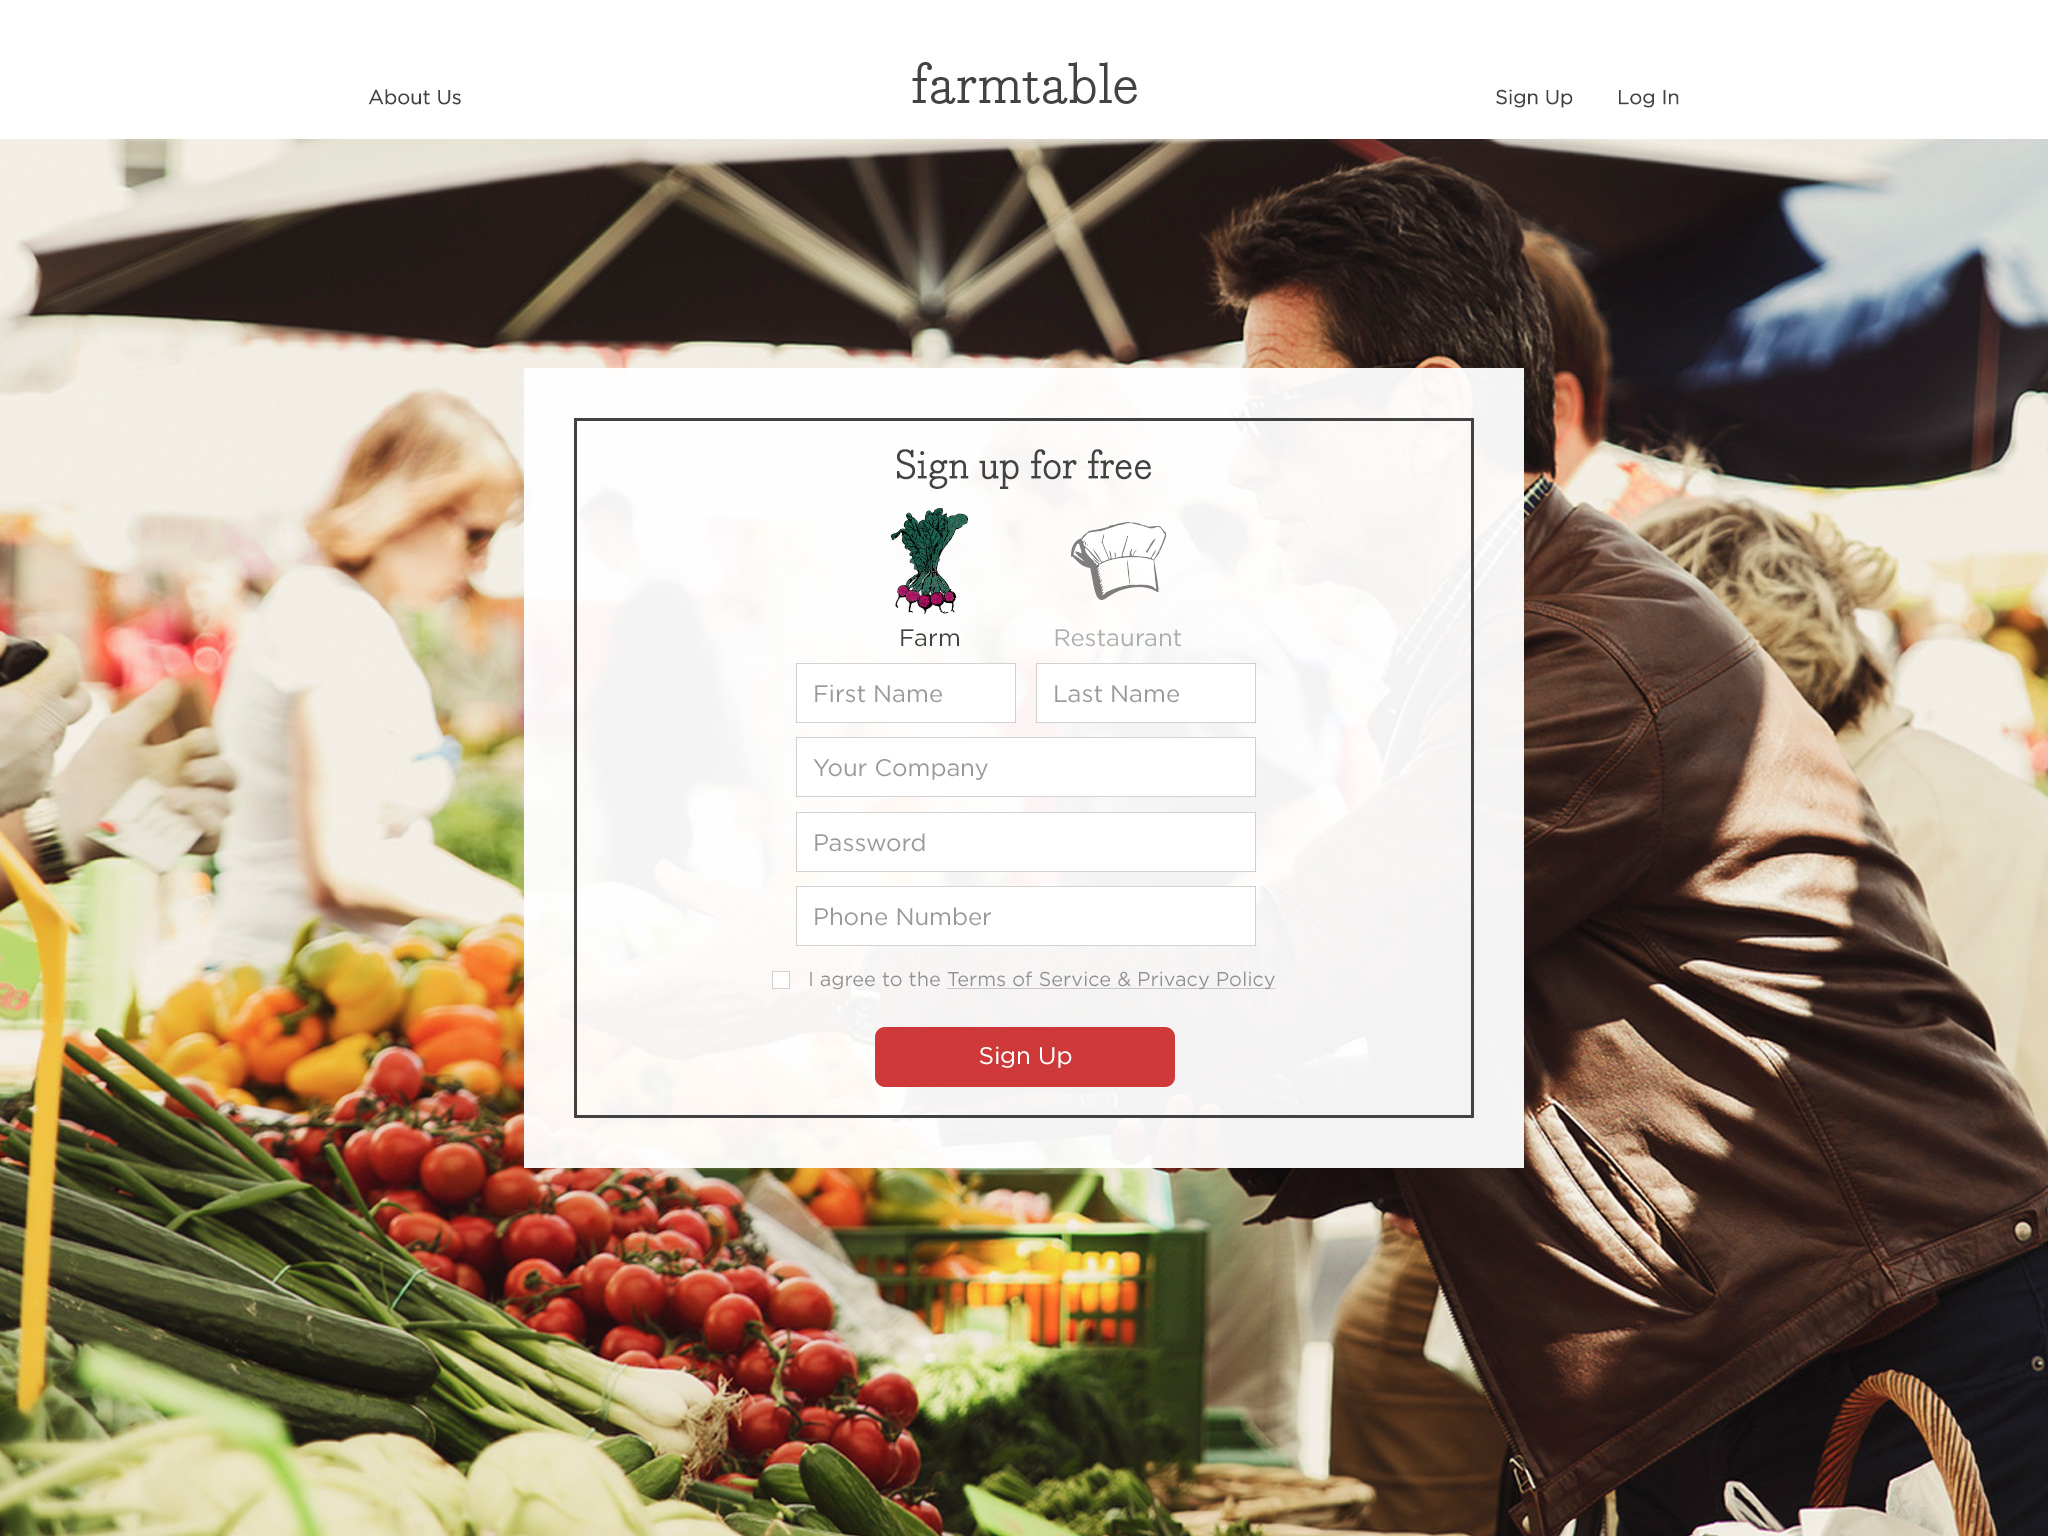 About Us
farmtable
Sign Up
Log In
Sign up for free
Farm
Restaurant
First Name
Last Name
Your Company
Password
Phone Number
I agree to the Terms of Service & Privacy Policy
Sign Up